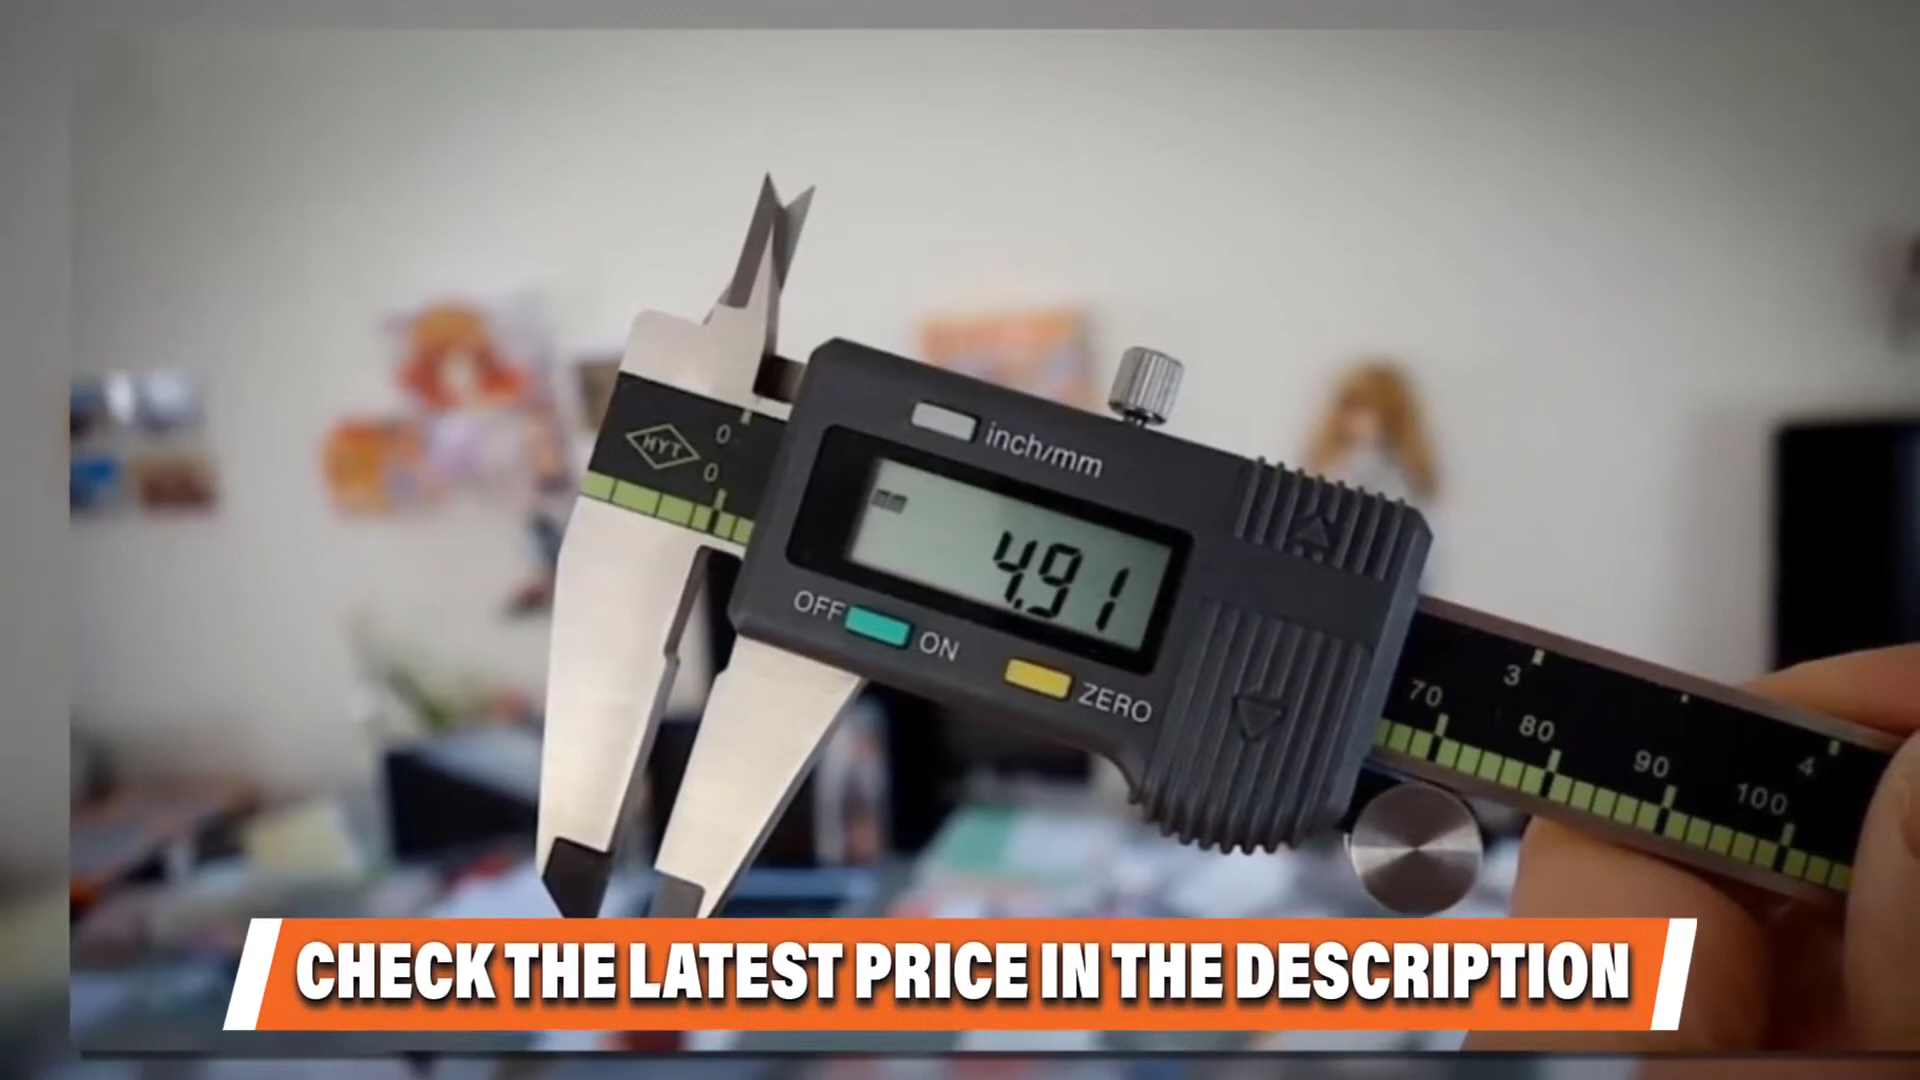 HYT
0
0
inch/mm
mm
4.91
OFF
ON
ZERO
3
4
70
80
90
100
CHECK THE LATEST PRICE IN THE DESCRIPTION